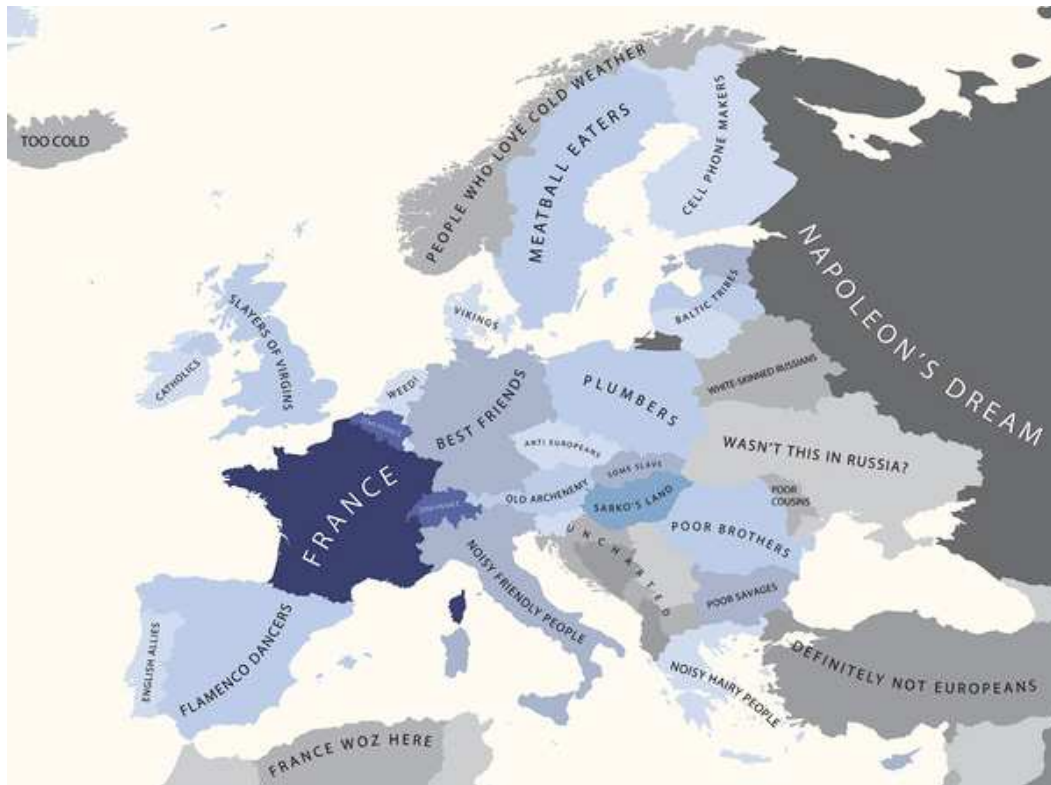 TOO COLD
PEOPLE WHO LOVE COLD WEATHER
MEATBALL EATERS
CELL PHONE MAKERS
NAPOLEON'S DREAM
BALTIC TRIBES
VIKINGS
SLAYERS OF VIRGINS
CATHOLICS
WEED!
BEST FRIENDS
PLUMBERS
WHITE-SKINNED RUSSIANS
WASN'T THIS IN RUSSIA?
ANTI EUROPEANS
SOME SLAVS
OLD ARCHENEMY
SARKO'S LAND
POOR COUSINS
POOR BROTHERS
FRANCE
UNCHARTED
NOISY FRIENDLY PEOPLE
POOR SAVAGES
ENGLISH ALLIES
FLAMENCO DANCERS
NOISY HAIRY PEOPLE
DEFINITELY NOT EUROPEANS
FRANCE WOZ HERE